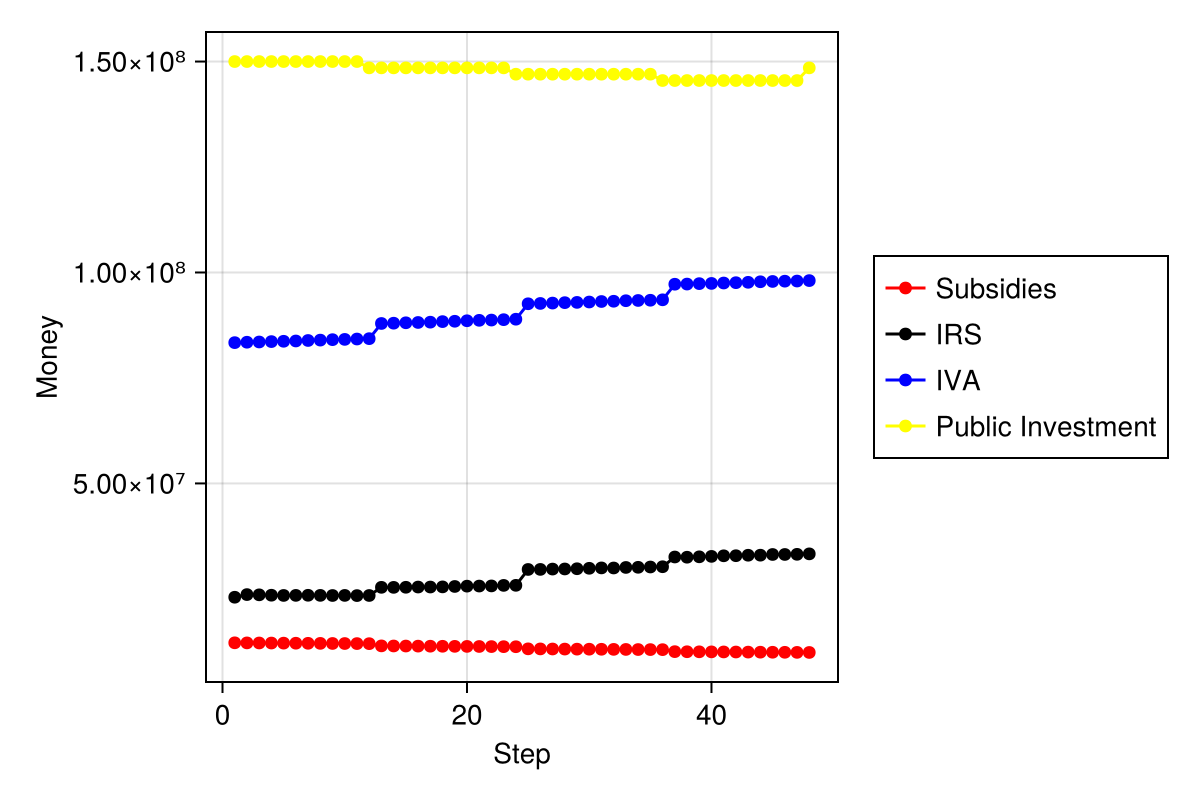 1.50×10⁸
1.00×10⁸
5.00×10⁷
Money
0 20 40
Step
Subsidies
IRS
IVA
Public Investment